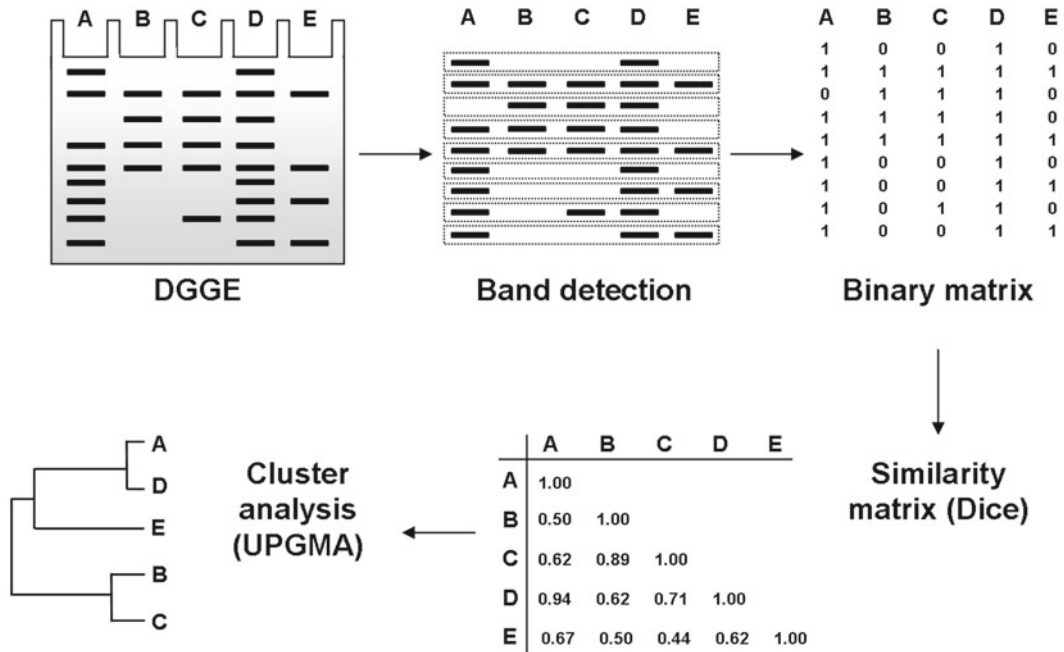 A B C D E
DGGE
A B C D E
Band detection
A B C D E
1 0 0 1 0
1 1 1 1 1
0 1 1 1 0
1 1 1 1 0
1 1 1 1 1
1 0 0 1 0
1 0 0 1 1
1 0 1 1 0
1 0 0 1 1
Binary matrix
Similarity
matrix (Dice)
A B C D E
A 1.00
B 0.50 1.00
C 0.62 0.89 1.00
D 0.94 0.62 0.71 1.00
E 0.67 0.50 0.44 0.62 1.00
Cluster
analysis
(UPGMA)
A
D
E
B
C